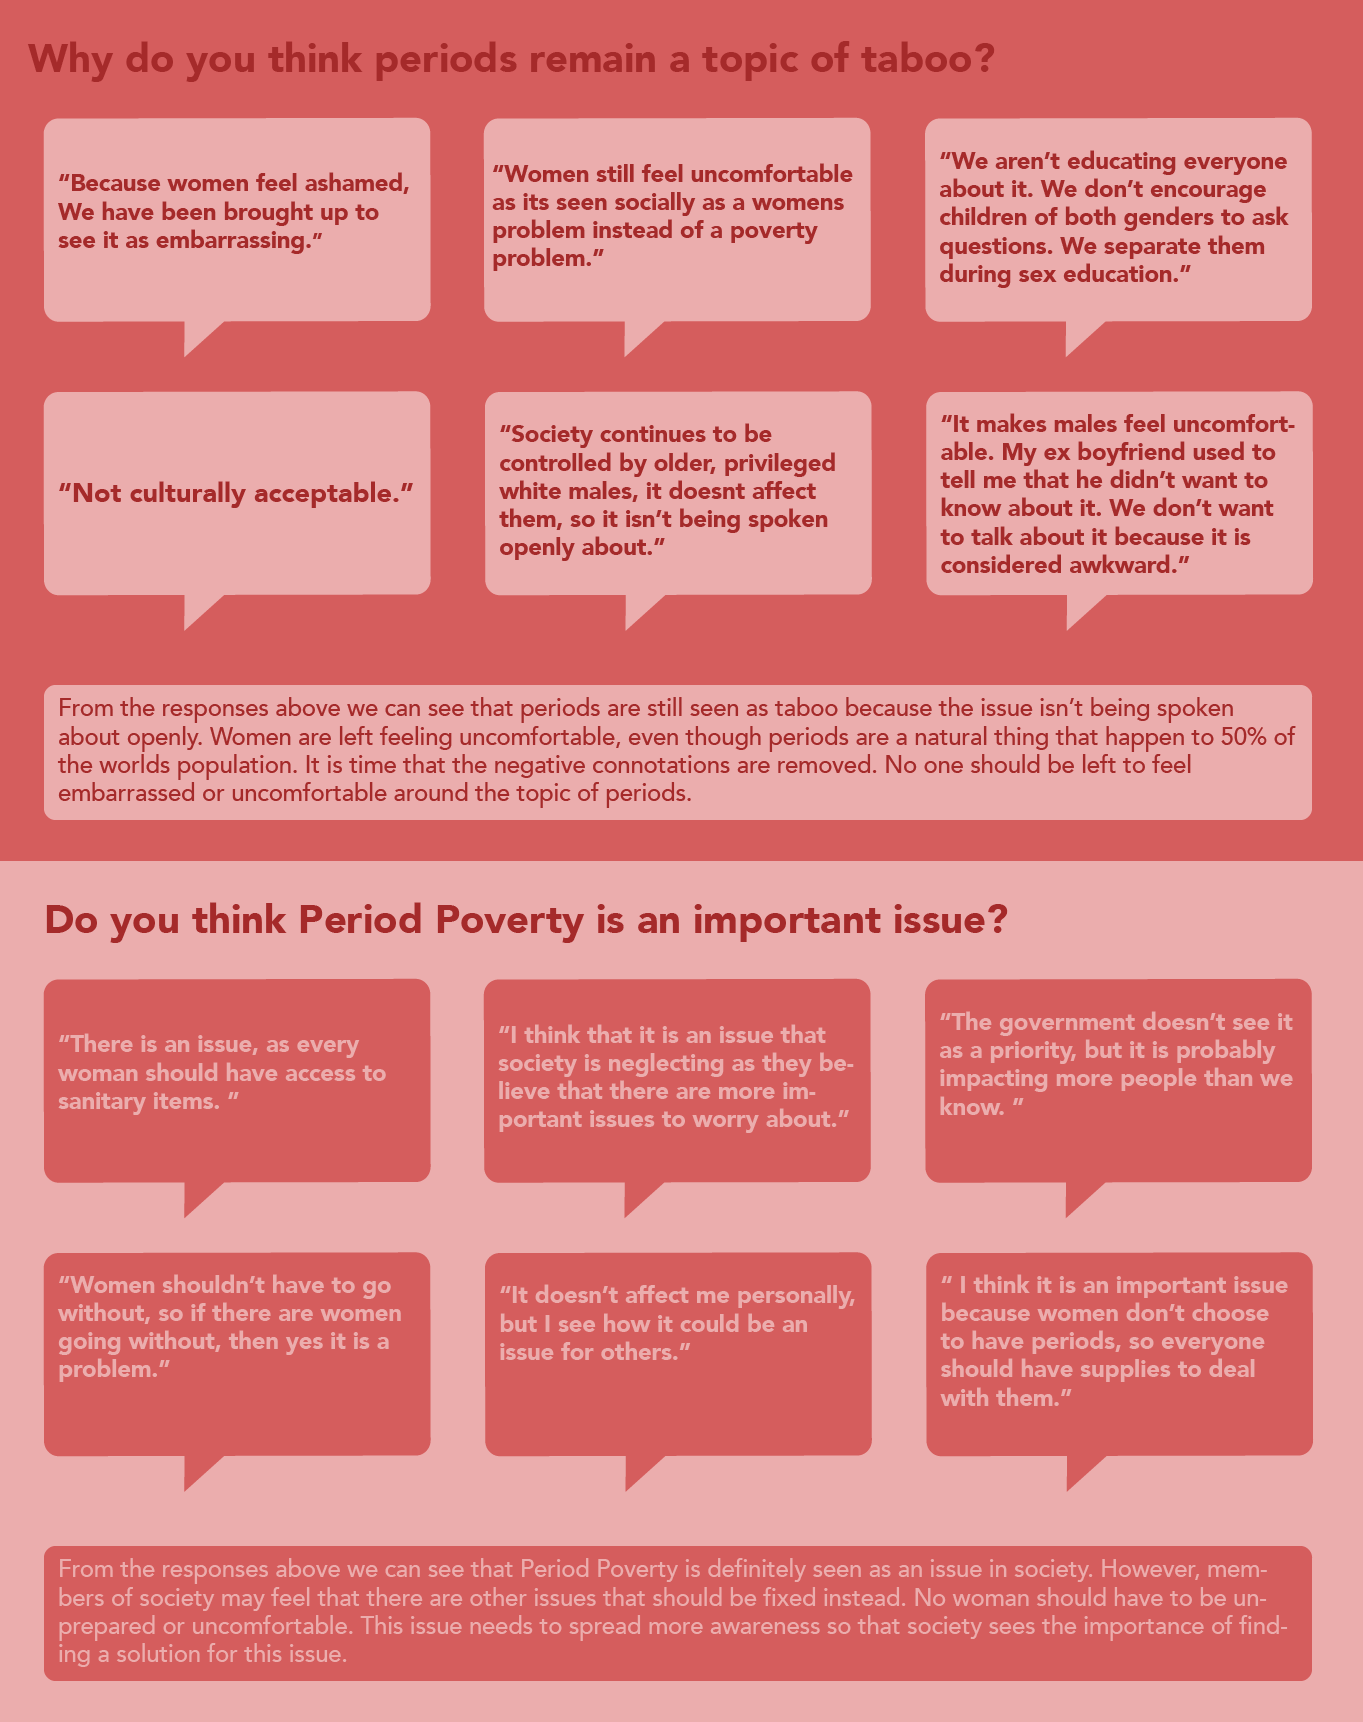 Why do you think periods remain a topic of taboo?
“Because women feel ashamed,
We have been brought up to
see it as embarrassing.”
“Women still feel uncomfortable
as its seen socially as a womens
problem instead of a poverty
problem.”
“We aren’t educating everyone
about it. We don’t encourage
children of both genders to ask
questions. We separate them
during sex education.”
“Not culturally acceptable.”
“Society continues to be
controlled by older, privileged
white males, it doesnt affect
them, so it isn’t being spoken
openly about.”
“It makes males feel uncomfort-
able. My ex boyfriend used to
tell me that he didn’t want to
know about it. We don’t want
to talk about it because it is
considered awkward.”
From the responses above we can see that periods are still seen as taboo because the issue isn’t being spoken
about openly. Women are left feeling uncomfortable, even though periods are a natural thing that happen to 50% of
the worlds population. It is time that the negative connotations are removed. No one should be left to feel
embarrassed or uncomfortable around the topic of periods.
Do you think Period Poverty is an important issue?
“There is an issue, as every
woman should have access to
sanitary items. ”
“I think that it is an issue that
society is neglecting as they be-
lieve that there are more im-
portant issues to worry about.”
“The government doesn’t see it
as a priority, but it is probably
impacting more people than we
know. ”
“Women shouldn’t have to go
without, so if there are women
going without, then yes it is a
problem.”
“It doesn’t affect me personally,
but I see how it could be an
issue for others.”
“ I think it is an important issue
because women don’t choose
to have periods, so everyone
should have supplies to deal
with them.”
From the responses above we can see that Period Poverty is definitely seen as an issue in society. However, mem-
bers of society may feel that there are other issues that should be fixed instead. No woman should have to be un-
prepared or uncomfortable. This issue needs to spread more awareness so that society sees the importance of find-
ing a solution for this issue.